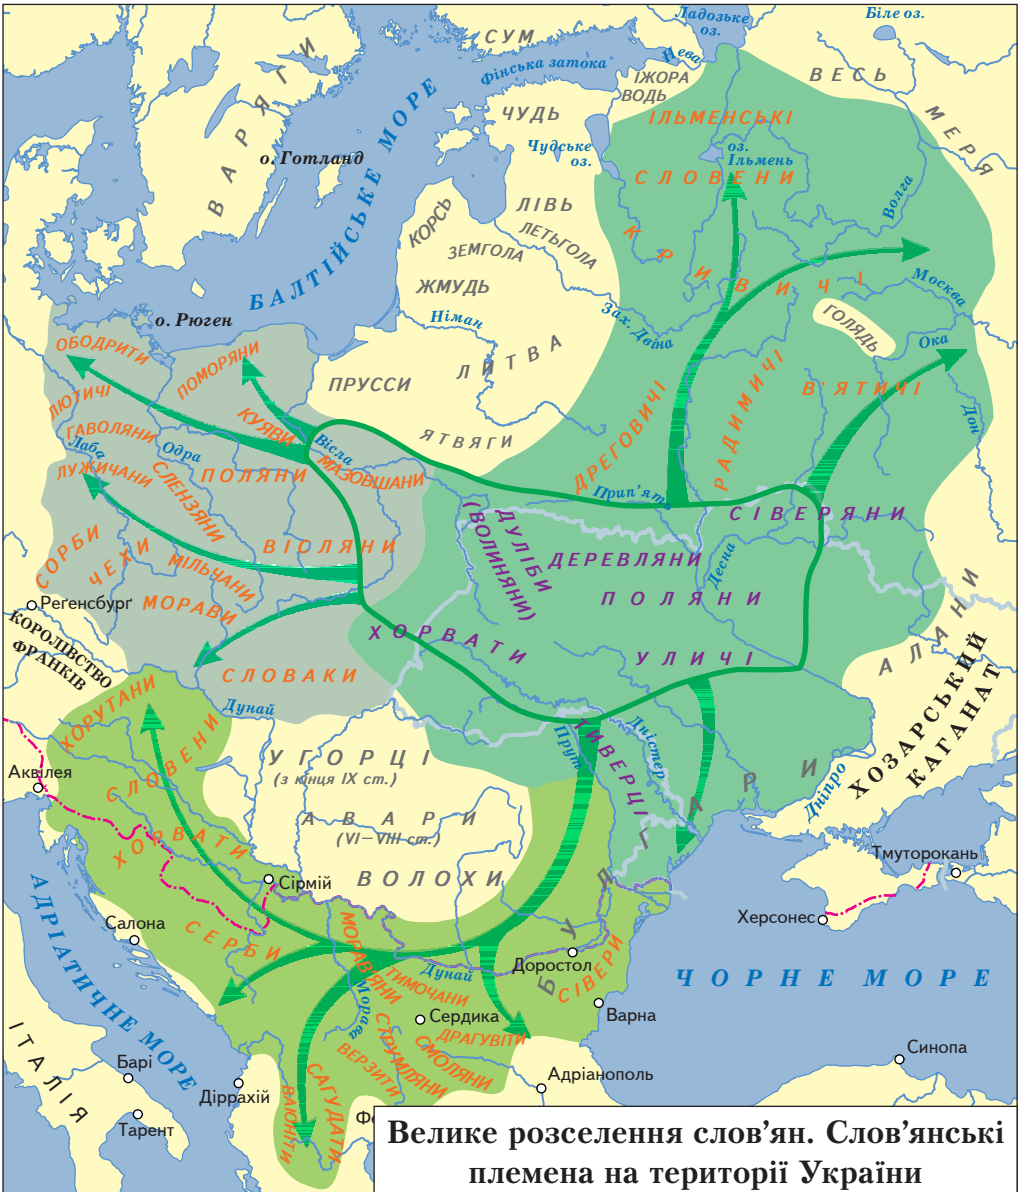 Ладозьке
оз.
Біле оз.
СУМ
Нева
Фінська затока
ІЖОРА
ВОДЬ
ВЕСЬ
МЕРЯ
ВАРЯГИ
ЧУДЬ
ІЛЬМЕНСЬКІ
СЛОВЕНИ
Чудське
оз.
оз.
Ільмень
о. Готланд
БАЛТІЙСЬКЕ МОРЕ
Волга
ЛІВЬ
КОРСЬ
ЛЕТЬГОЛА
ЗЕМГОЛА
КРИВИЧІ
ЖМУДЬ
Москва
Німан
Зах. Двіна
ГОЛЯДЬ
о. Рюген
Ока
ОБОДРИТИ
ПОМОРЯНИ
ЛИТВА
ПРУССИ
ЛЮТИЧІ
РАДИМИЧІ
В'ЯТИЧІ
ДРЕГОВИЧІ
Дон
КУЯВИ
ГАВОЛЯНИ
Лаба
Одра
Вісла
ЯТВЯГИ
ЛУЖИЧАНИ
СЛЕНЗЯНИ
ПОЛЯНИ
МАЗОВШАНИ
Прип'ять
СІВЕРЯНИ
ДУЛІБИ
(ВОЛИНЯНИ)
СОРБИ
ЧЕХИ
ВІСЛЯНИ
ДЕРЕВЛЯНИ
Десна
МІЛЬЧАНИ
МОРАВИ
ПОЛЯНИ
Реґенсбурґ
КОРОЛІВСТВО
ФРАНКІВ
ХОРВАТИ
УЛИЧІ
АЛАНИ
СЛОВАКИ
ХОЗАРСЬКИЙ
КАГАНАТ
ХОРУТАНИ
Дунай
СЛОВЕНИ
УГОРЦІ
(з кінця IX ст.)
Прут
ТИВЕРЦІ
Дністер
Дніпро
Аквілея
АВАРИ
(VI—VIII ст.)
БУЛГАРИ
ХОРВАТИ
ВОЛОХИ
Сірмій
Тмуторокань
АДРІАТИЧНЕ МОРЕ
Салона
СЕРБИ
МОРАВ'ЯНИ
Херсонес
Дунай
Доростол
СІВЕРИ
ЧОРНЕ МОРЕ
ТИМОЧАНИ
Морава
Сердика
Варна
ДРАГУВІТИ
СТРУМЛЯНИ
СМОЛЯНИ
ВЕРЗИТИ
ІТАЛІЯ
Барі
Діррахій
Адріанополь
Синопа
ВАЮНІТИ
САГУДАТИ
Тарент
Фе
Велике розселення слов'ян. Слов'янські
племена на території України